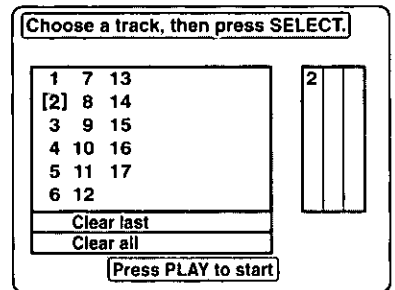 Choose a track, then press SELECT.
1 7 13 2
[2] 8 14
3 9 15
4 10 16
5 11 17
6 12
Clear last
Clear all
Press PLAY to start